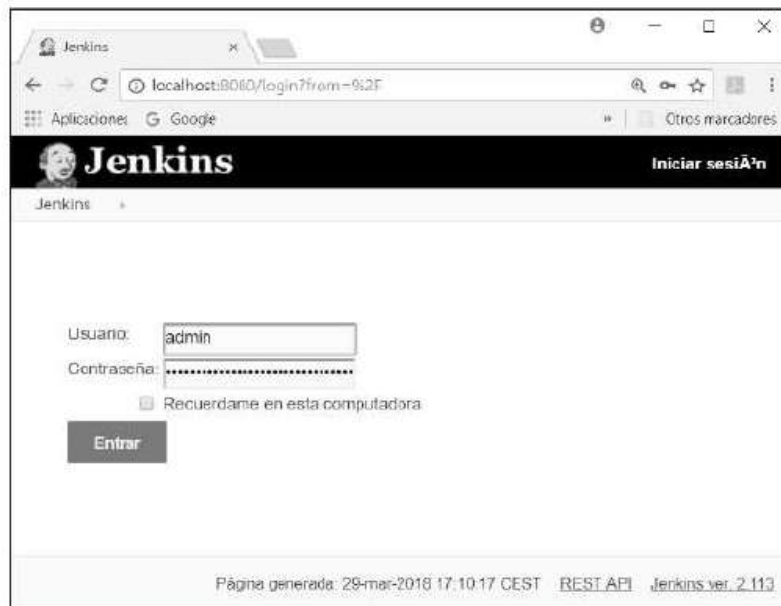 Jenkins
localhost:8080/login?from=%2F
Aplicaciones G Google » Otros marcadores
Jenkins Iniciar sesiÃ³n
Jenkins
Usuario: admin
Contraseña: ••••••••••••••••••••••••••••••••
Recuerdame en esta computadora
Entrar
Página generada: 29-mar-2018 17:10:17 CEST REST API Jenkins ver. 2.113